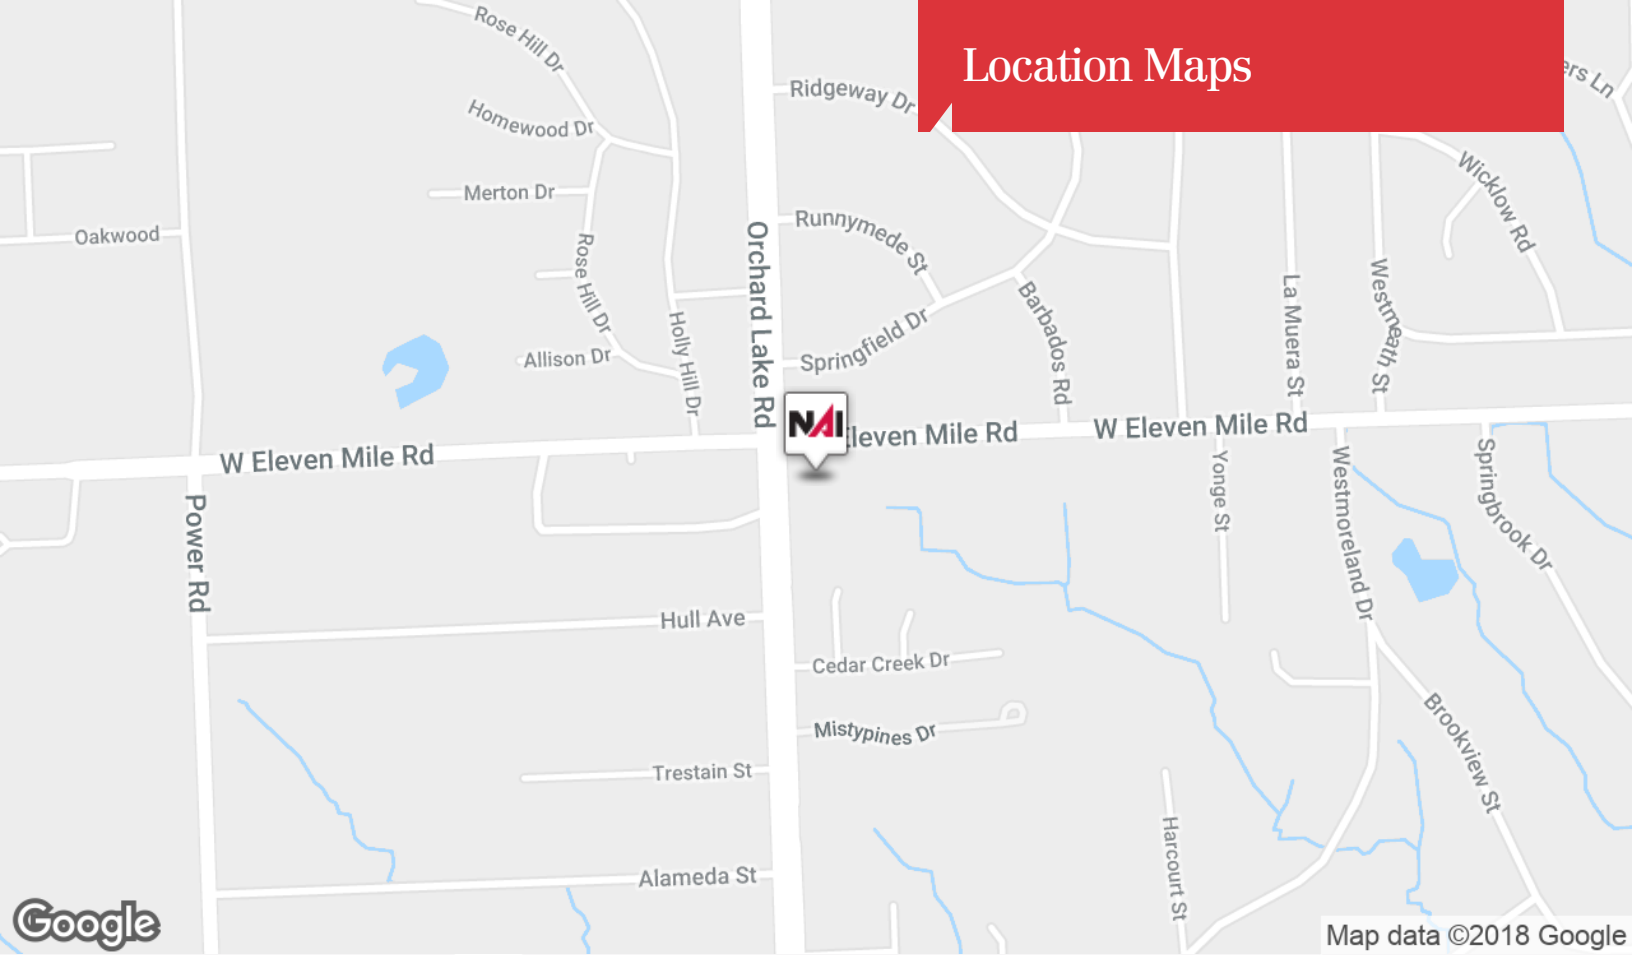 Location Maps
Rose Hill Dr
Ridgeway Dr
ers Ln
Homewood Dr
Wicklow Rd
Merton Dr
Oakwood
Runnymede St
Orchard Lake Rd
Rose Hill Dr
Westmeath St
La Muera St
Barbados Rd
Holly Hill Dr
Springfield Dr
Allison Dr
NAI
W Eleven Mile Rd
Eleven Mile Rd
W Eleven Mile Rd
Power Rd
Yonge St
Westmoreland Dr
Springbrook Dr
Hull Ave
Cedar Creek Dr
Mistypines Dr
Brookview St
Trestain St
Harcourt St
Alameda St
Google
Map data ©2018 Google